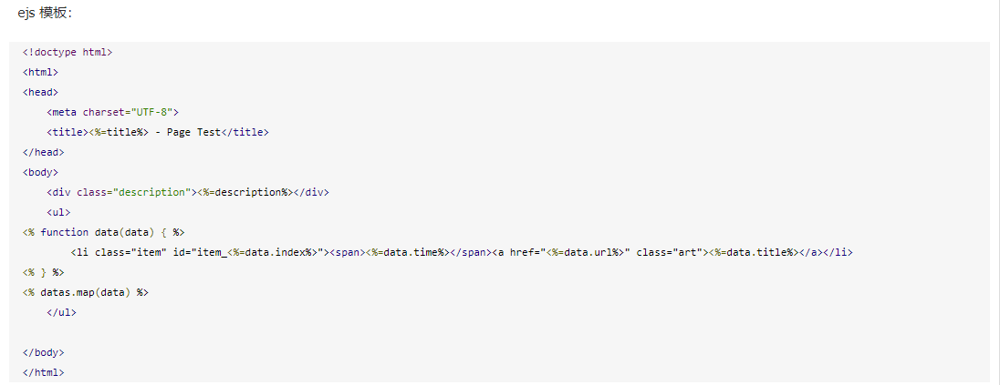 ejs 模板：
<!doctype html>
<html>
<head>
    <meta charset="UTF-8">
    <title><%=title%> - Page Test</title>
</head>
<body>
    <div class="description"><%=description%></div>
    <ul>
<% function data(data) { %>
        <li class="item" id="item_<%=data.index%>"><span><%=data.time%></span><a href="<%=data.url%>" class="art"><%=data.title%></a></li>
<% } %>
<% datas.map(data) %>
    </ul>

</body>
</html>